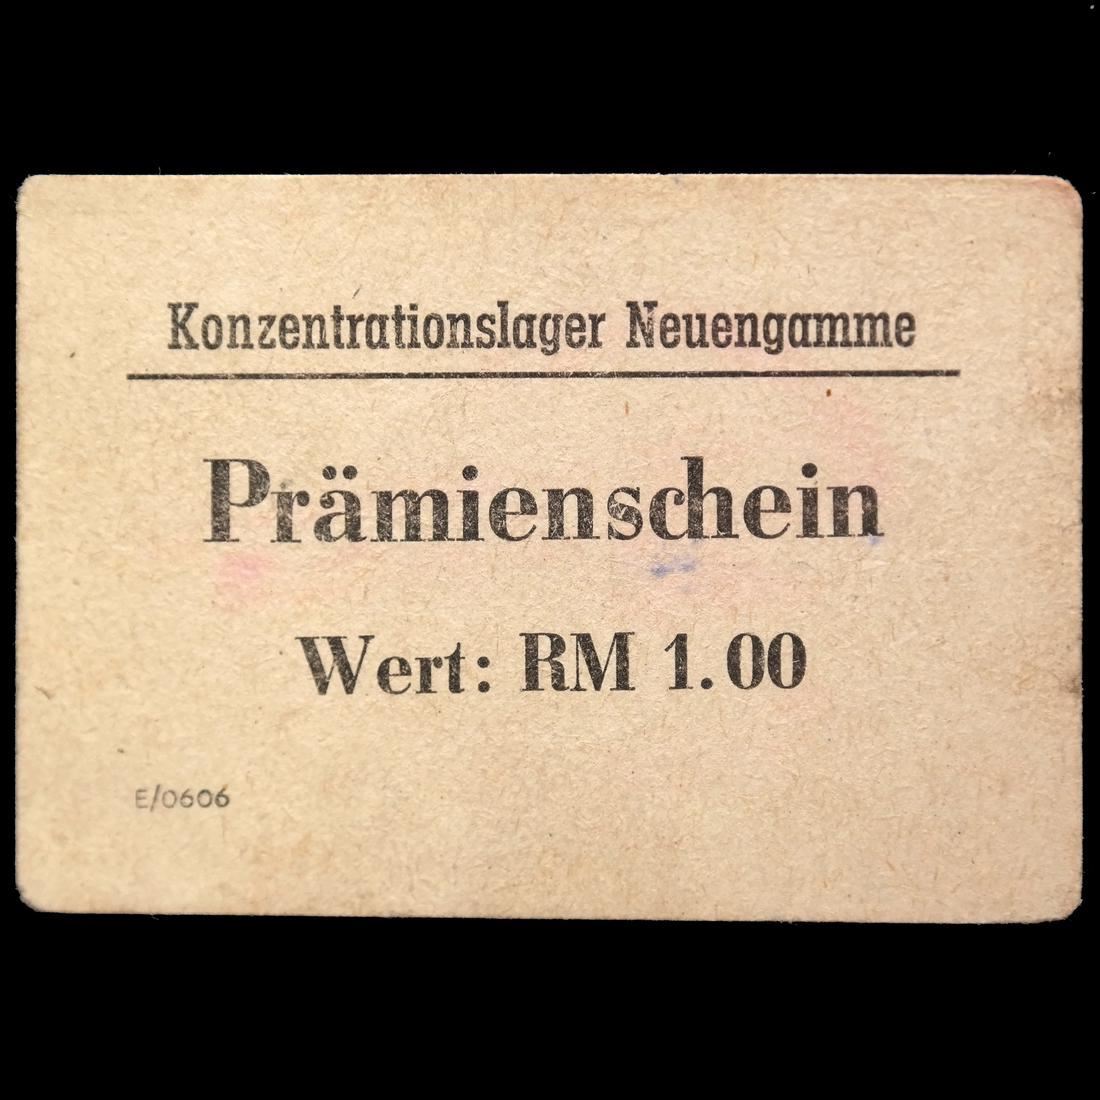 Konzentrationslager Neuengamme
Prämienschein
Wert: RM 1.00
E/0606